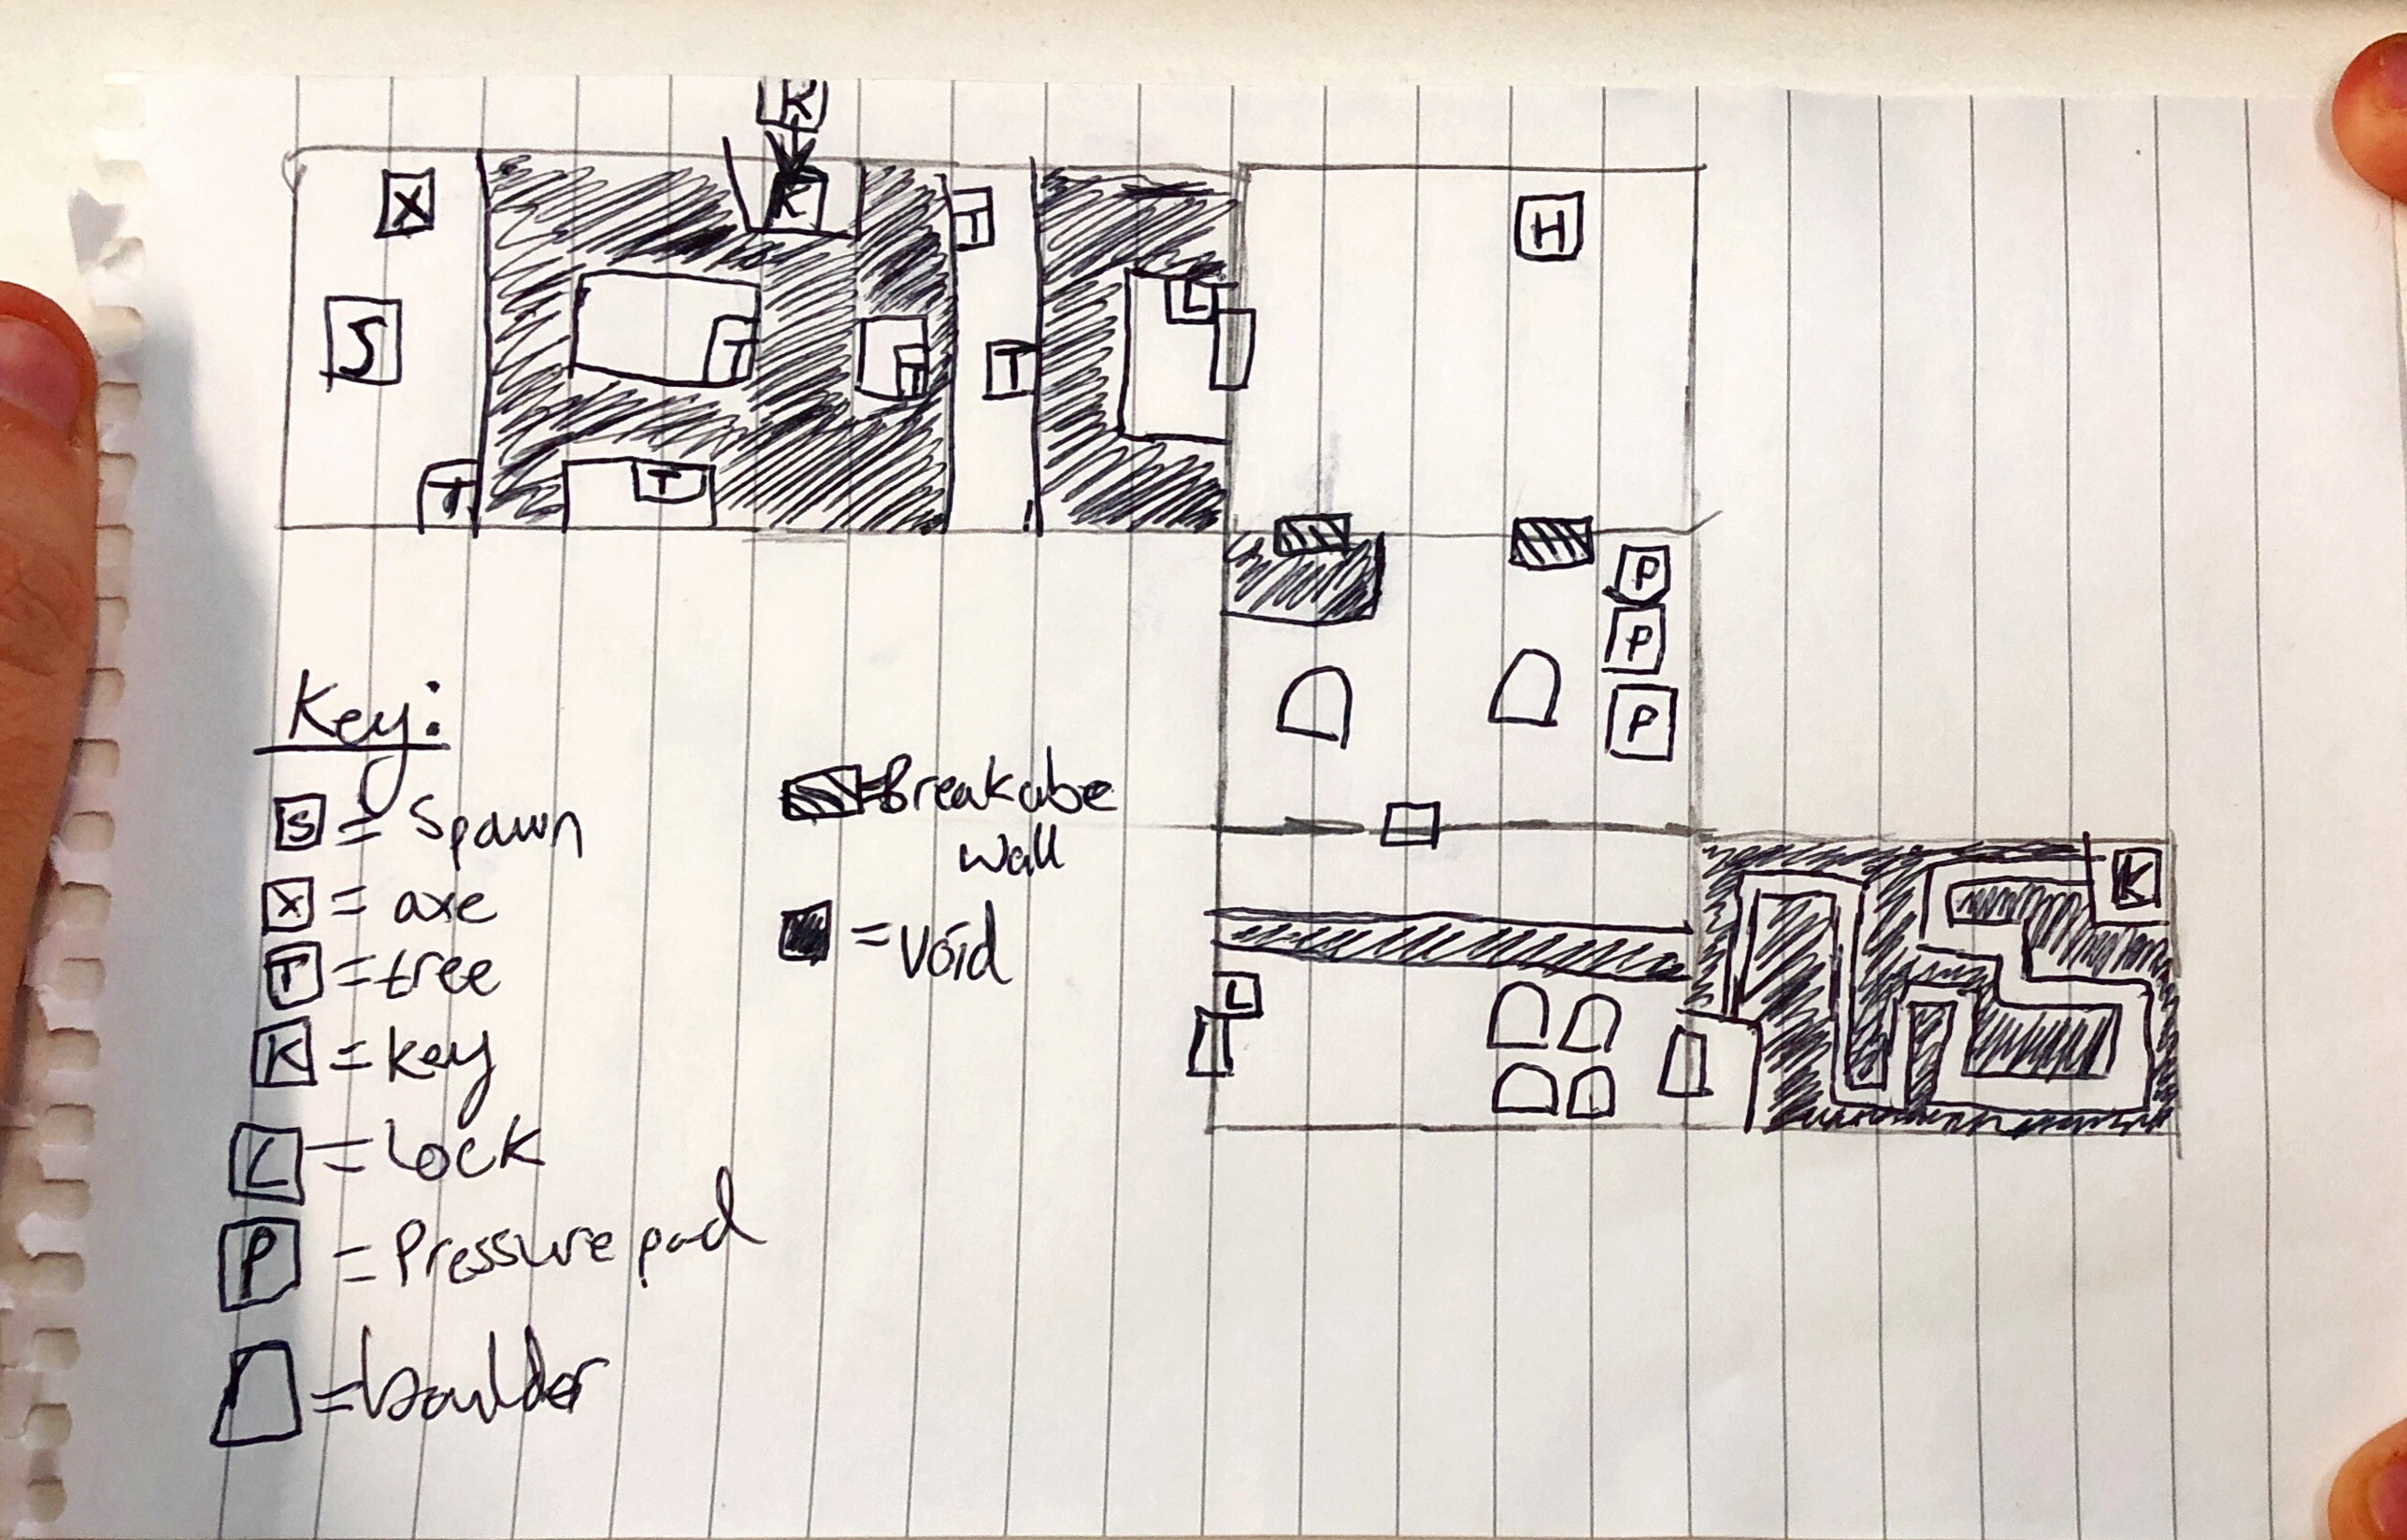 K
X
K
T
H
S
T
T
T
L
T
T
P
P
P
K
L
Key:
S = Spawn
X = axe
T = tree
K = key
L = Lock
P = Pressure pad
= boulder
= Breakabe
wall
= Void